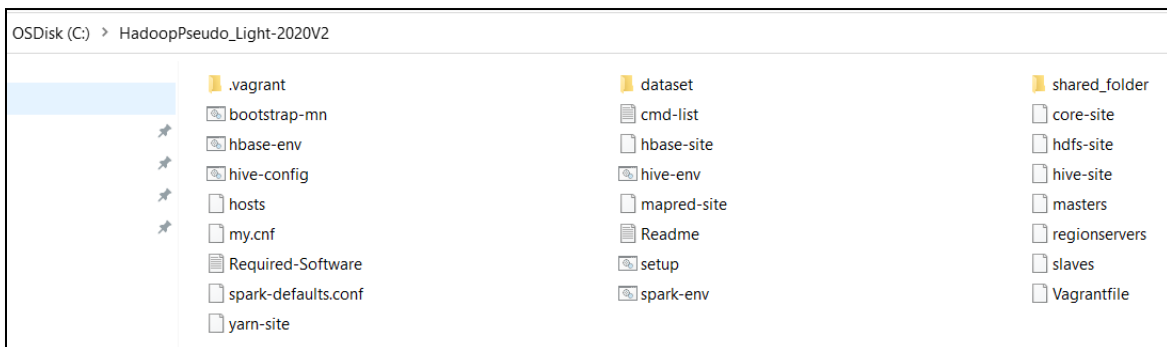 OSDisk (C:) > HadoopPseudo_Light-2020V2
.vagrant dataset shared_folder
bootstrap-mn cmd-list core-site
hbase-env hbase-site hdfs-site
hive-config hive-env hive-site
hosts mapred-site masters
my.cnf Readme regionservers
Required-Software setup slaves
spark-defaults.conf spark-env Vagrantfile
yarn-site